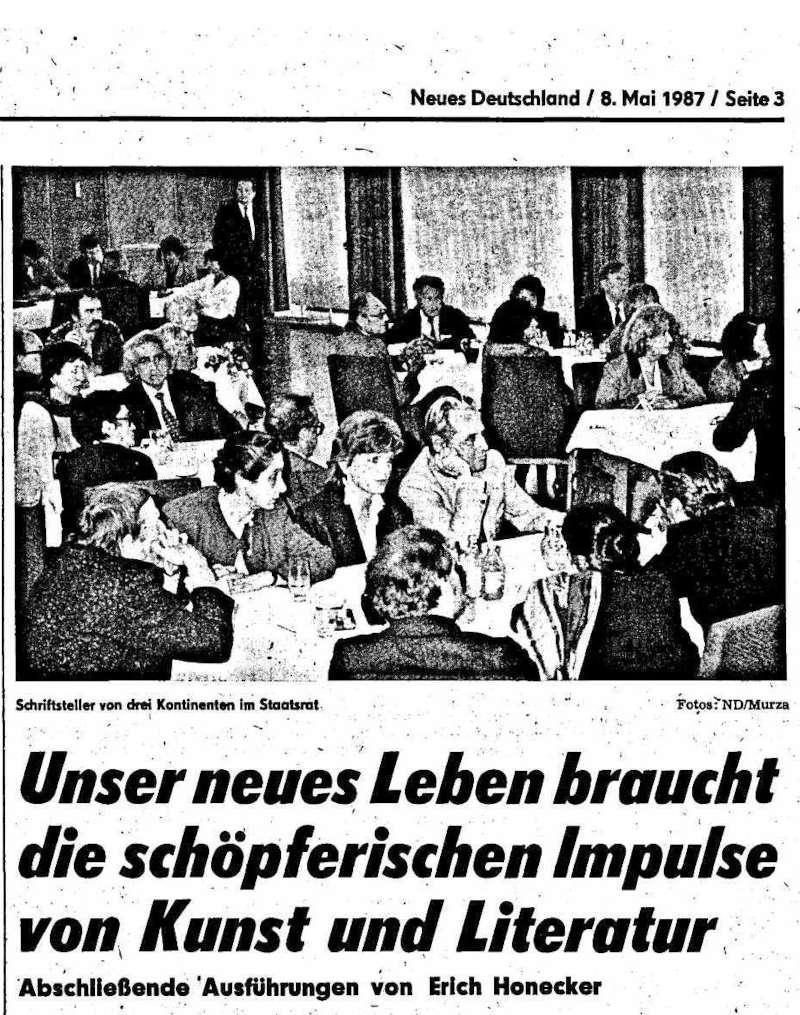 Neues Deutschland / 8. Mai 1987 / Seite 3
Schriftsteller von drei Kontinenten im Staatsrat
Fotos: ND/Murza
Unser neues Leben braucht
die schöpferischen Impulse
von Kunst und Literatur
Abschließende Ausführungen von Erich Honecker